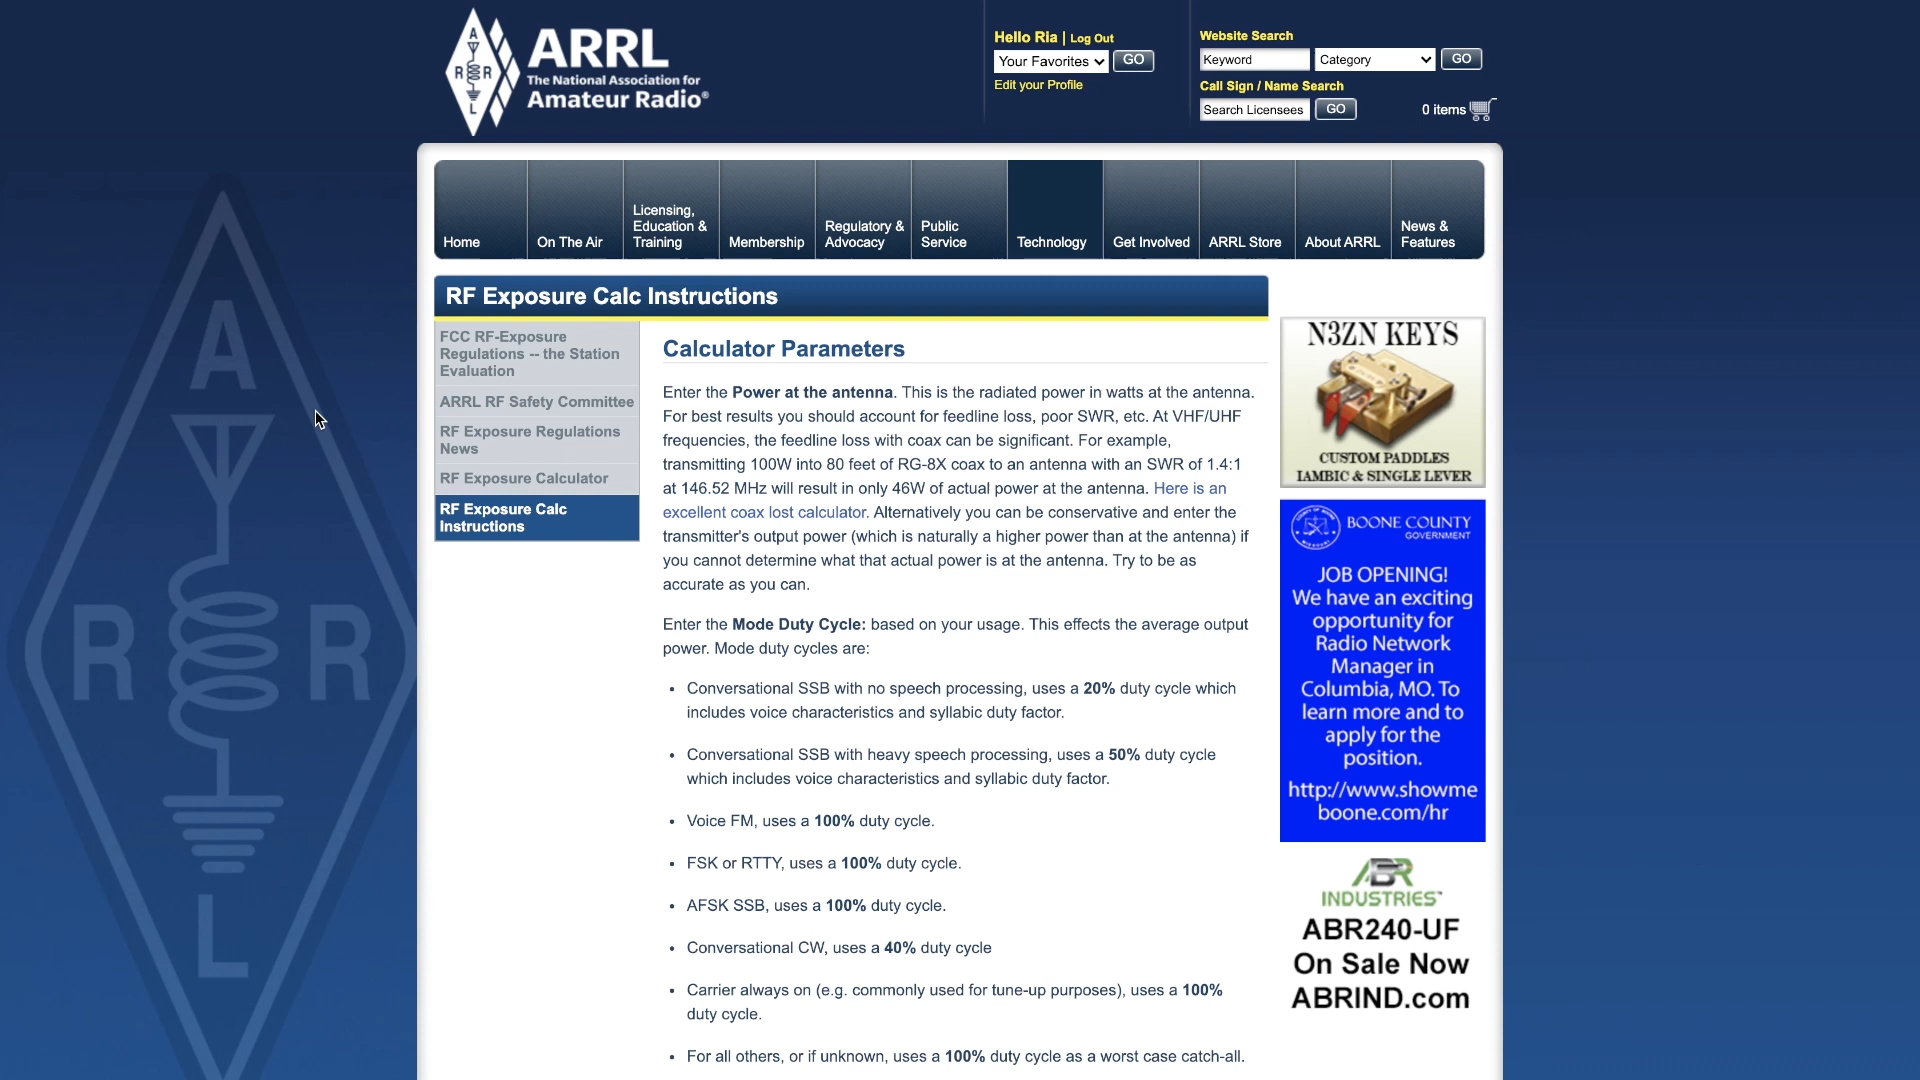 A
R R
L
ARRL
The National Association for
Amateur Radio®
Hello Ria | Log Out
Your Favorites GO
Edit your Profile
Website Search
Keyword Category GO
Call Sign / Name Search
Search Licensees GO
0 items
Home
On The Air
Licensing,
Education &
Training
Membership
Regulatory &
Advocacy
Public
Service
Technology
Get Involved
ARRL Store
About ARRL
News &
Features
RF Exposure Calc Instructions
FCC RF-Exposure
Regulations -- the Station
Evaluation
ARRL RF Safety Committee
RF Exposure Regulations
News
RF Exposure Calculator
RF Exposure Calc
Instructions
Calculator Parameters
Enter the Power at the antenna. This is the radiated power in watts at the antenna.
For best results you should account for feedline loss, poor SWR, etc. At VHF/UHF
frequencies, the feedline loss with coax can be significant. For example,
transmitting 100W into 80 feet of RG-8X coax to an antenna with an SWR of 1.4:1
at 146.52 MHz will result in only 46W of actual power at the antenna. Here is an
excellent coax lost calculator. Alternatively you can be conservative and enter the
transmitter's output power (which is naturally a higher power than at the antenna) if
you cannot determine what that actual power is at the antenna. Try to be as
accurate as you can.
Enter the Mode Duty Cycle: based on your usage. This effects the average output
power. Mode duty cycles are:
• Conversational SSB with no speech processing, uses a 20% duty cycle which
includes voice characteristics and syllabic duty factor.
• Conversational SSB with heavy speech processing, uses a 50% duty cycle
which includes voice characteristics and syllabic duty factor.
• Voice FM, uses a 100% duty cycle.
• FSK or RTTY, uses a 100% duty cycle.
• AFSK SSB, uses a 100% duty cycle.
• Conversational CW, uses a 40% duty cycle
• Carrier always on (e.g. commonly used for tune-up purposes), uses a 100%
duty cycle.
• For all others, or if unknown, uses a 100% duty cycle as a worst case catch-all.
N3ZN KEYS
CUSTOM PADDLES
IAMBIC & SINGLE LEVER
BOONE COUNTY
GOVERNMENT
JOB OPENING!
We have an exciting
opportunity for
Radio Network
Manager in
Columbia, MO. To
learn more and to
apply for the
position.
http://www.showme
boone.com/hr
ABR
INDUSTRIES™
ABR240-UF
On Sale Now
ABRIND.com
A
R R
L